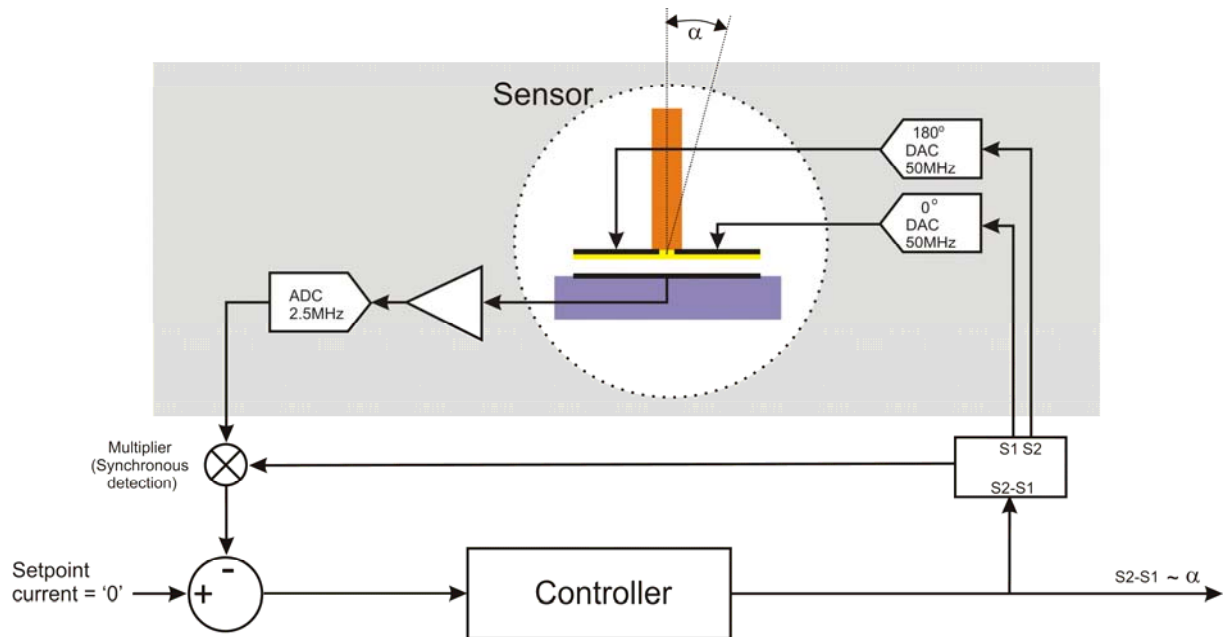 α
Sensor
180°
DAC
50MHz
0°
DAC
50MHz
ADC
2.5MHz
Multiplier
(Synchronous
detection)
S1 S2
S2-S1
Setpoint
current = ‘0’
+
-
Controller
S2-S1 ~ α